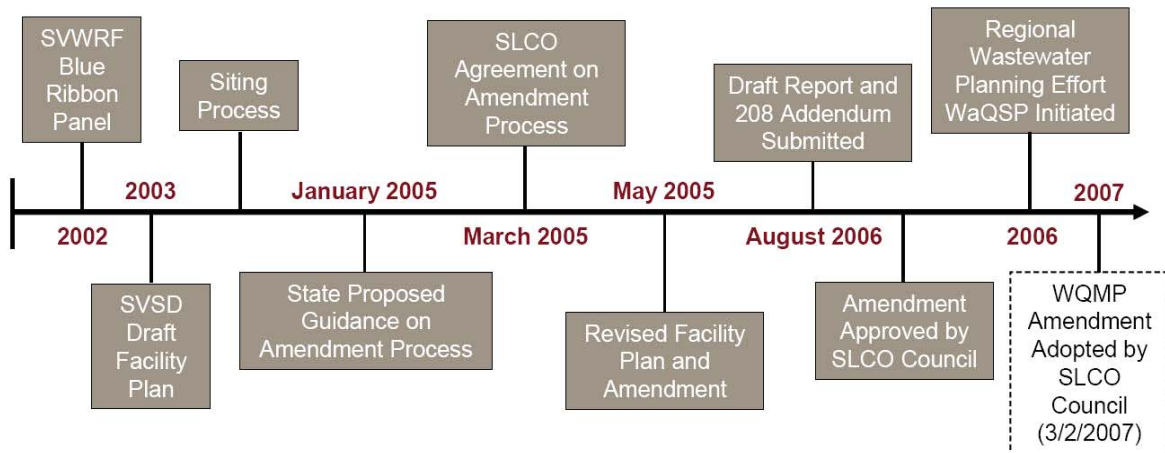 SVWRF
Blue
Ribbon
Panel
Siting
Process
SLCO
Agreement on
Amendment
Process
Draft Report and
208 Addendum
Submitted
Regional
Wastewater
Planning Effort
WaQSP Initiated
2003
January 2005
May 2005
2007
2002
March 2005
August 2006
2006
SVSD
Draft
Facility
Plan
State Proposed
Guidance on
Amendment Process
Revised Facility
Plan and
Amendment
Amendment
Approved by
SLCO Council
WQMP
Amendment
Adopted by
SLCO
Council
(3/2/2007)